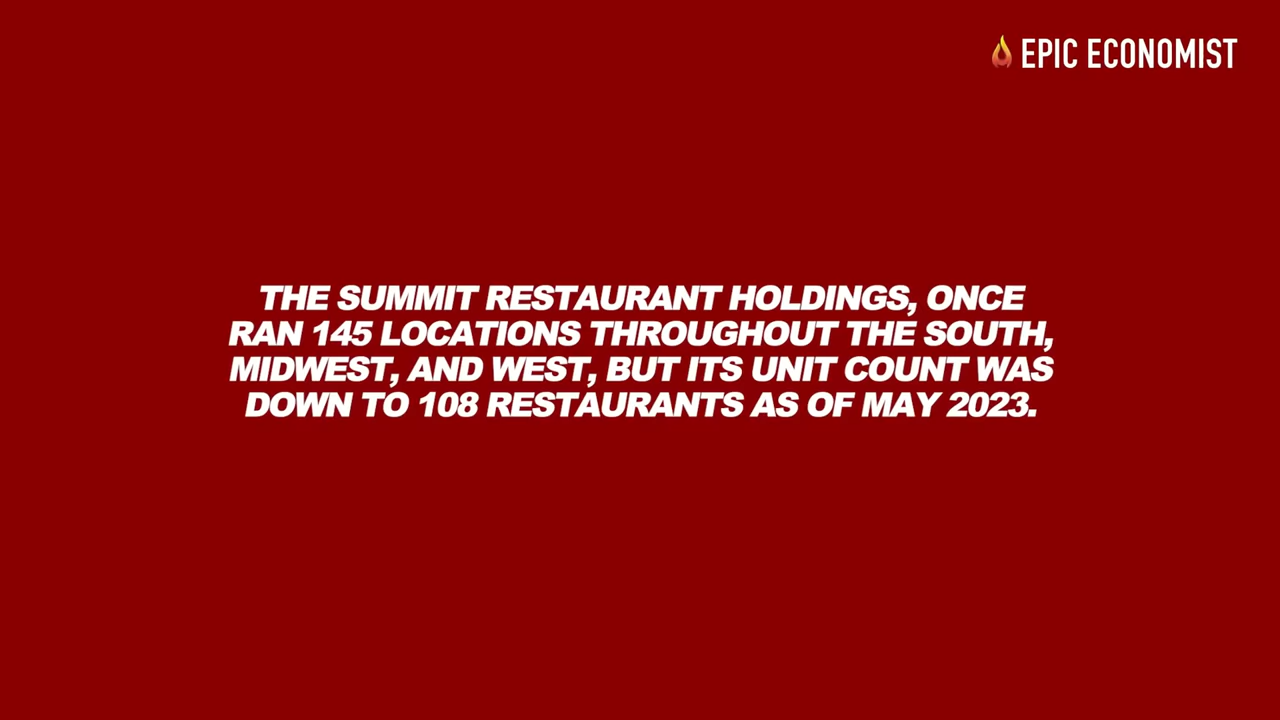 EPIC ECONOMIST
THE SUMMIT RESTAURANT HOLDINGS, ONCE
RAN 145 LOCATIONS THROUGHOUT THE SOUTH,
MIDWEST, AND WEST, BUT ITS UNIT COUNT WAS
DOWN TO 108 RESTAURANTS AS OF MAY 2023.